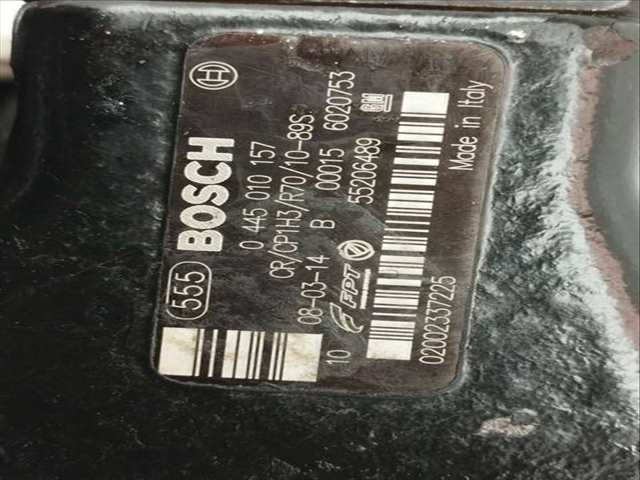 555 BOSCH
0 445 010 157
CR/CP1H3/R70/10-89S
08-03-14 B 00015 6020753
10 FPT 55206489 GM
02002337225 Made in Italy